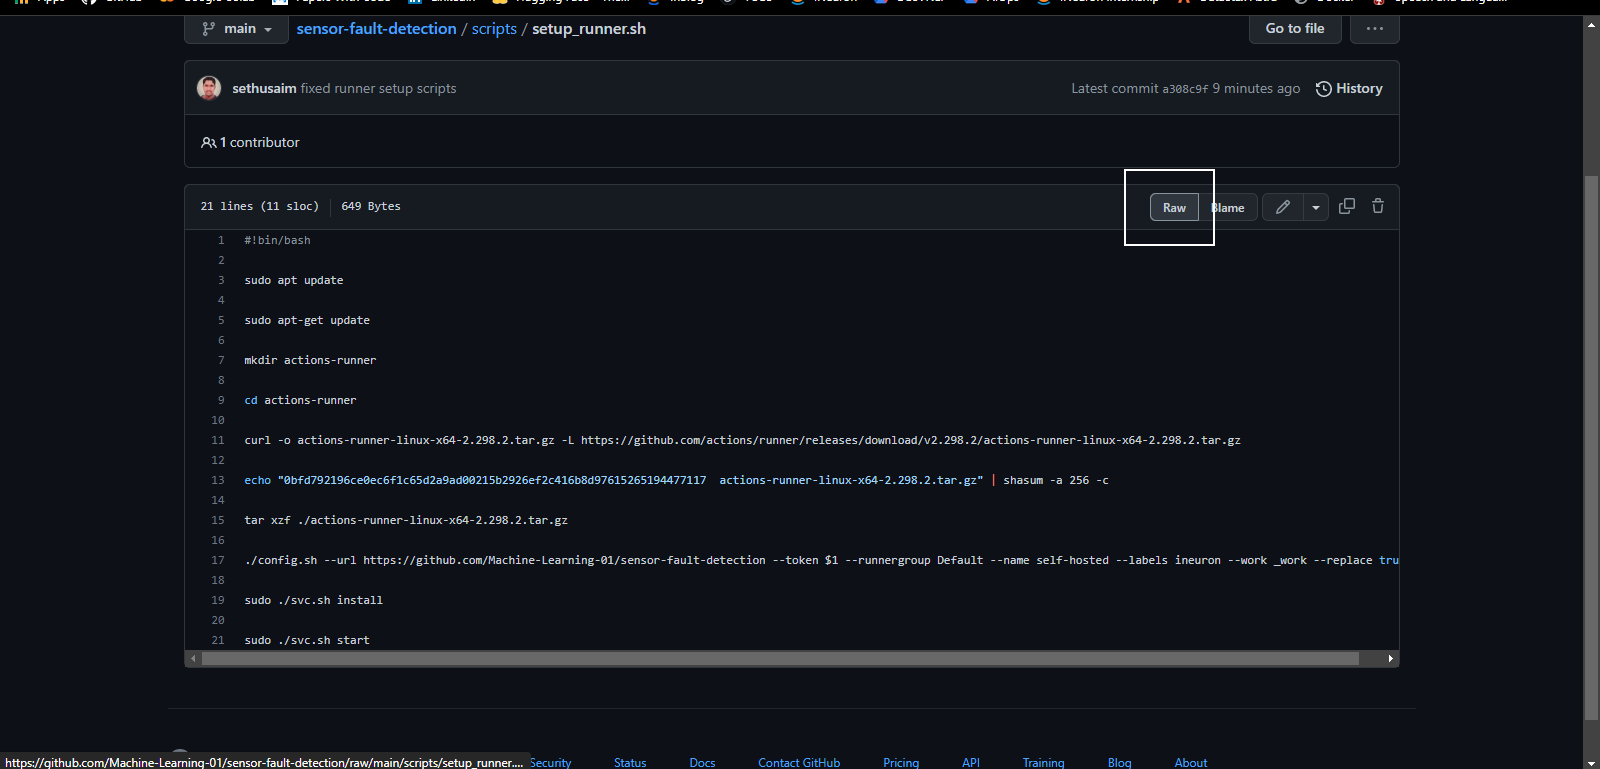 main sensor-fault-detection / scripts / setup_runner.sh Go to file ...
sethusaim fixed runner setup scripts Latest commit a308c9f 9 minutes ago History
1 contributor
21 lines (11 sloc) 649 Bytes Raw Blame
1 #!bin/bash
2
3 sudo apt update
4
5 sudo apt-get update
6
7 mkdir actions-runner
8
9 cd actions-runner
10
11 curl -o actions-runner-linux-x64-2.298.2.tar.gz -L https://github.com/actions/runner/releases/download/v2.298.2/actions-runner-linux-x64-2.298.2.tar.gz
12
13 echo "0bfd792196ce0ec6f1c65d2a9ad00215b2926ef2c416b8d97615265194477117  actions-runner-linux-x64-2.298.2.tar.gz" | shasum -a 256 -c
14
15 tar xzf ./actions-runner-linux-x64-2.298.2.tar.gz
16
17 ./config.sh --url https://github.com/Machine-Learning-01/sensor-fault-detection --token $1 --runnergroup Default --name self-hosted --labels ineuron --work _work --replace tru
18
19 sudo ./svc.sh install
20
21 sudo ./svc.sh start
https://github.com/Machine-Learning-01/sensor-fault-detection/raw/main/scripts/setup_runner.... Security Status Docs Contact GitHub Pricing API Training Blog About